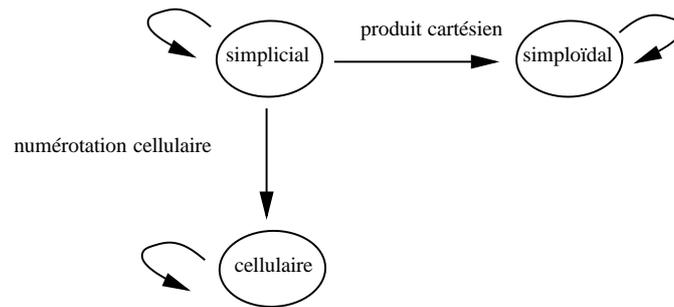 produit cartésien
simplicial
simploïdal
numérotation cellulaire
cellulaire